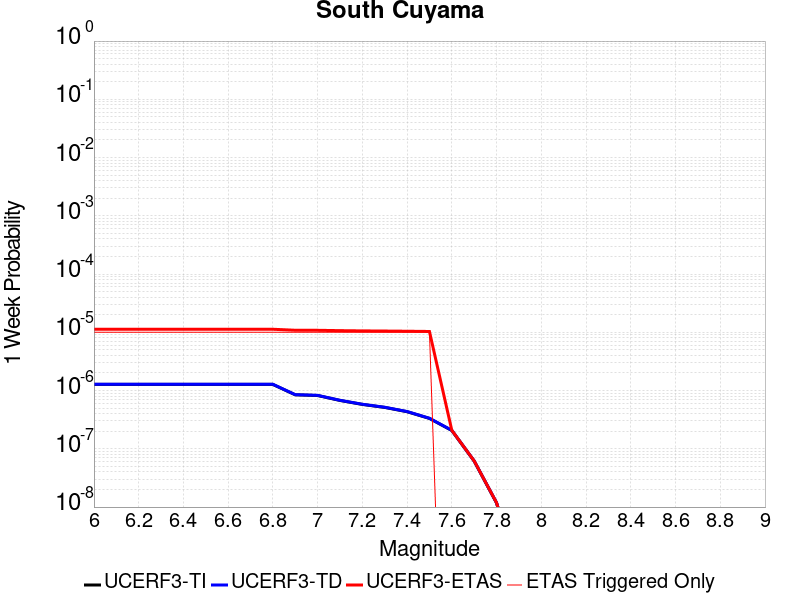 South Cuyama
10^0
10^-1
10^-2
10^-3
10^-4
10^-5
10^-6
10^-7
10^-8
1 Week Probability
6 6.2 6.4 6.6 6.8 7 7.2 7.4 7.6 7.8 8 8.2 8.4 8.6 8.8 9
Magnitude
UCERF3-TI UCERF3-TD UCERF3-ETAS ETAS Triggered Only